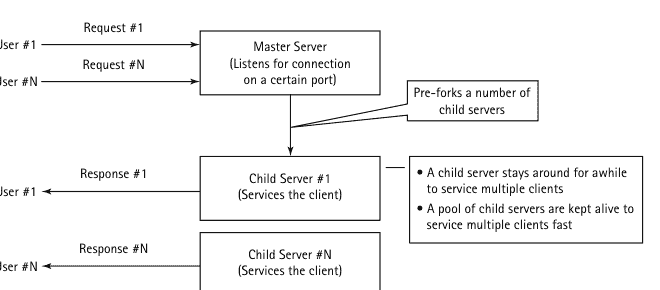 Request #1
User #1
Master Server
(Listens for connection
on a certain port)
Request #N
User #N
Pre-forks a number of
child servers
Response #1
User #1
Child Server #1
(Services the client)
• A child server stays around for awhile
to service multiple clients
• A pool of child servers are kept alive to
service multiple clients fast
Response #N
User #N
Child Server #N
(Services the client)